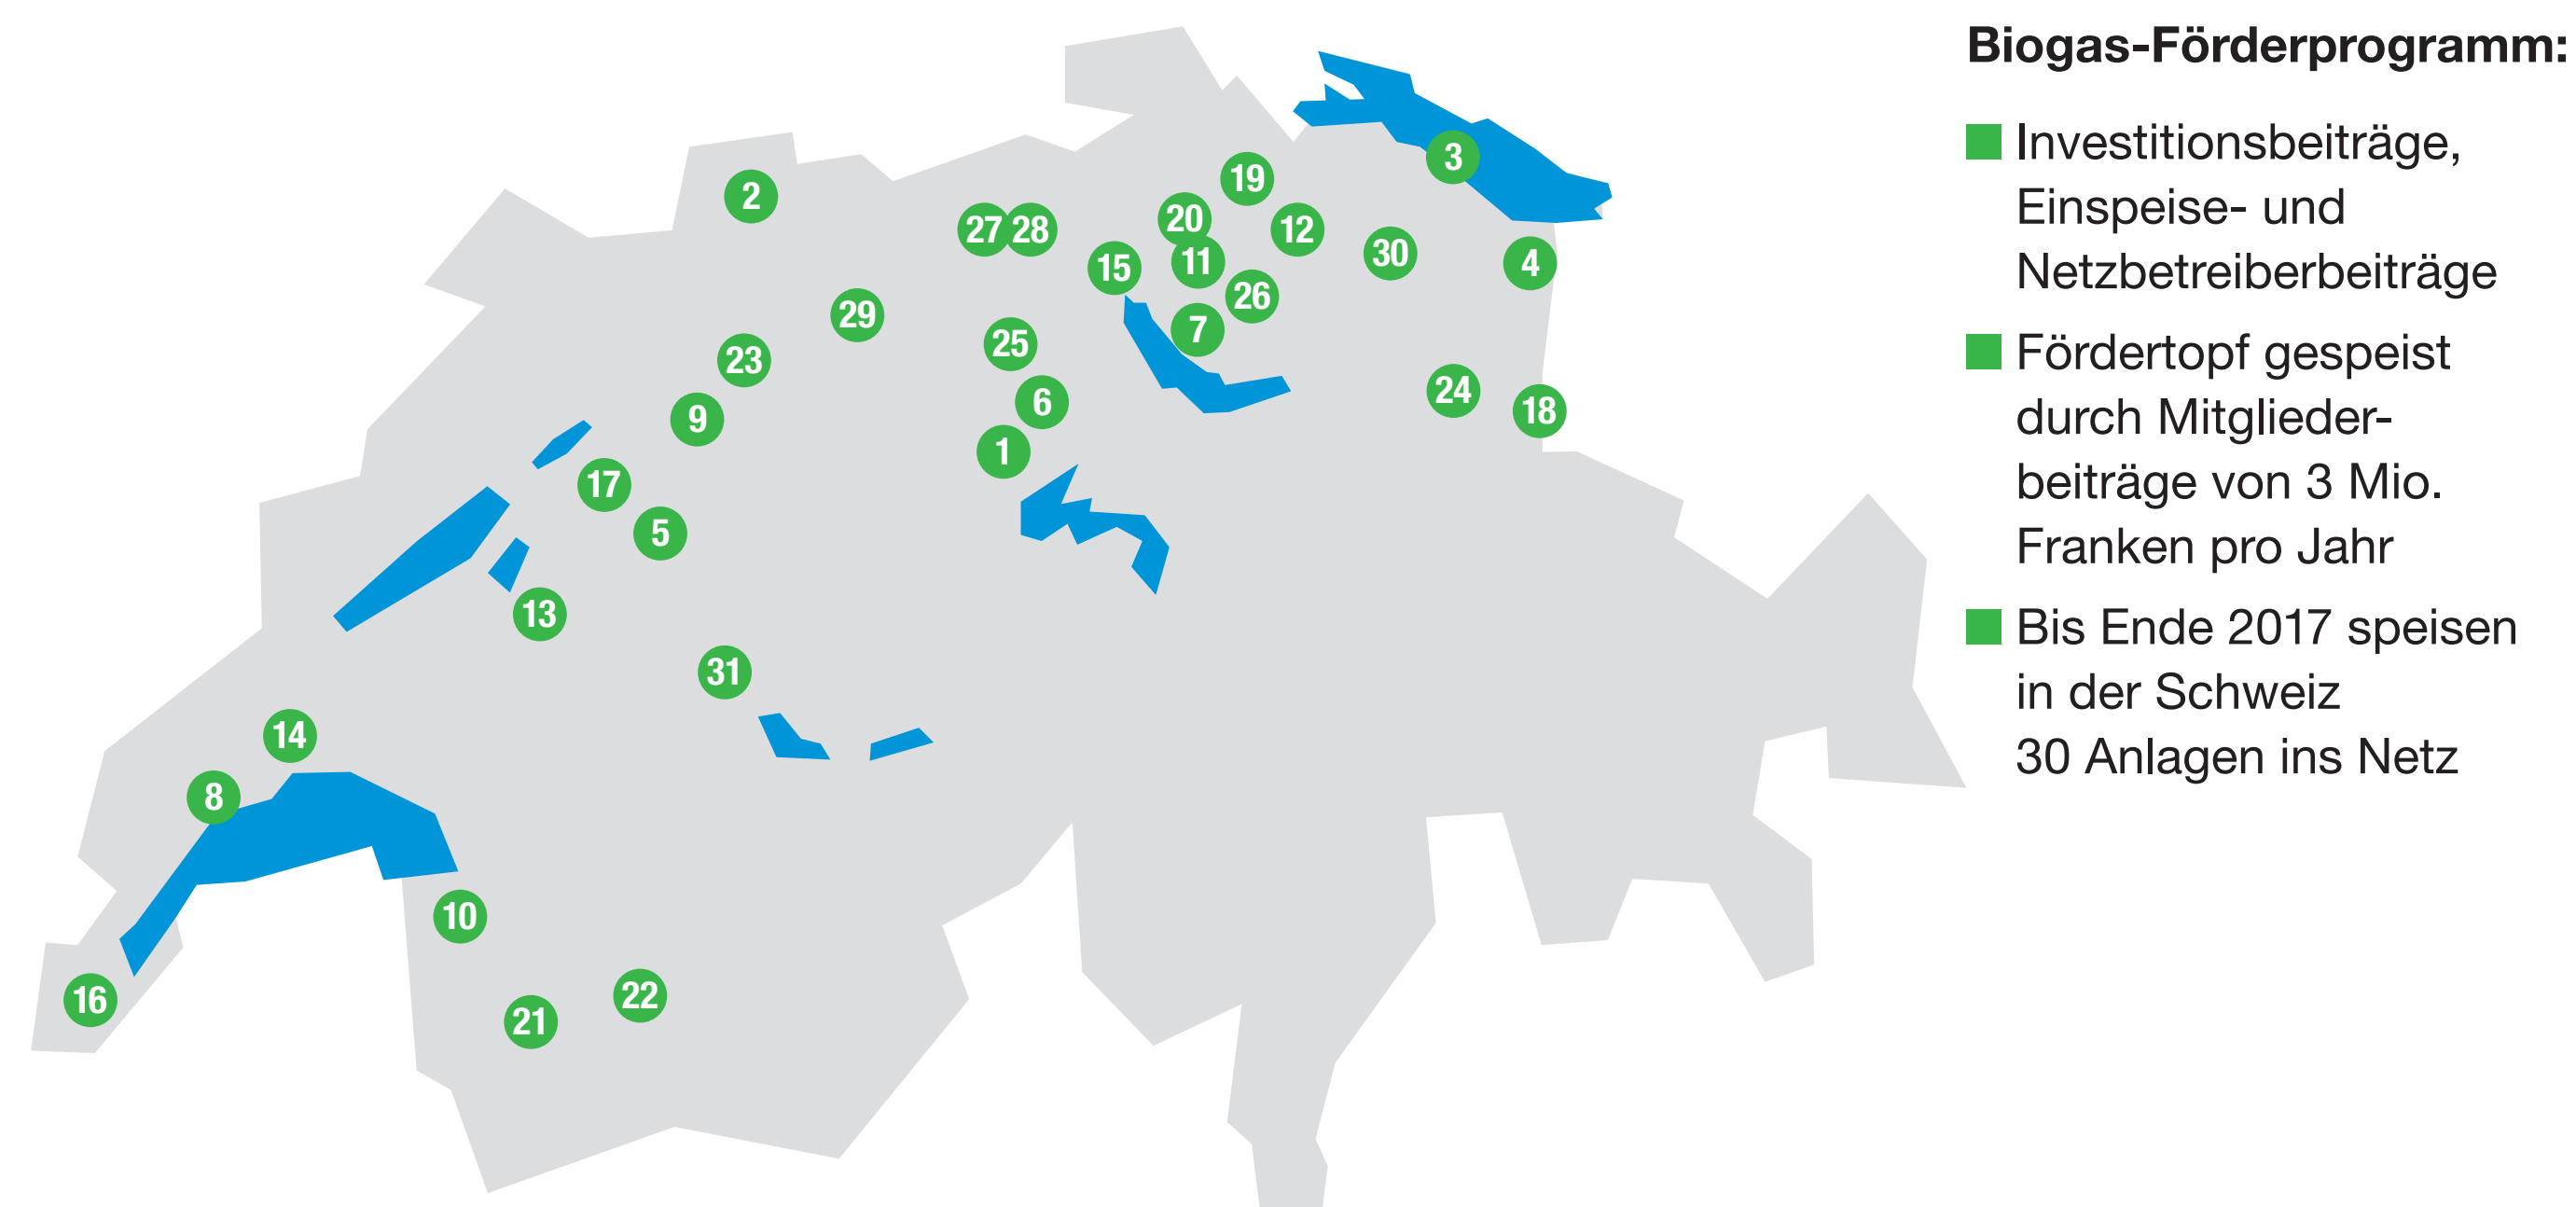 Biogas-Förderprogramm:
Investitionsbeiträge,
Einspeise- und
Netzbetreiberbeiträge
Fördertopf gespeist
durch Mitglieder-
beiträge von 3 Mio.
Franken pro Jahr
Bis Ende 2017 speisen
in der Schweiz
30 Anlagen ins Netz
3
19
2
20
27 28
12
11
30
15
4
26
29
7
25
23
24
6
18
9
1
17
5
13
31
14
8
10
22
16
21